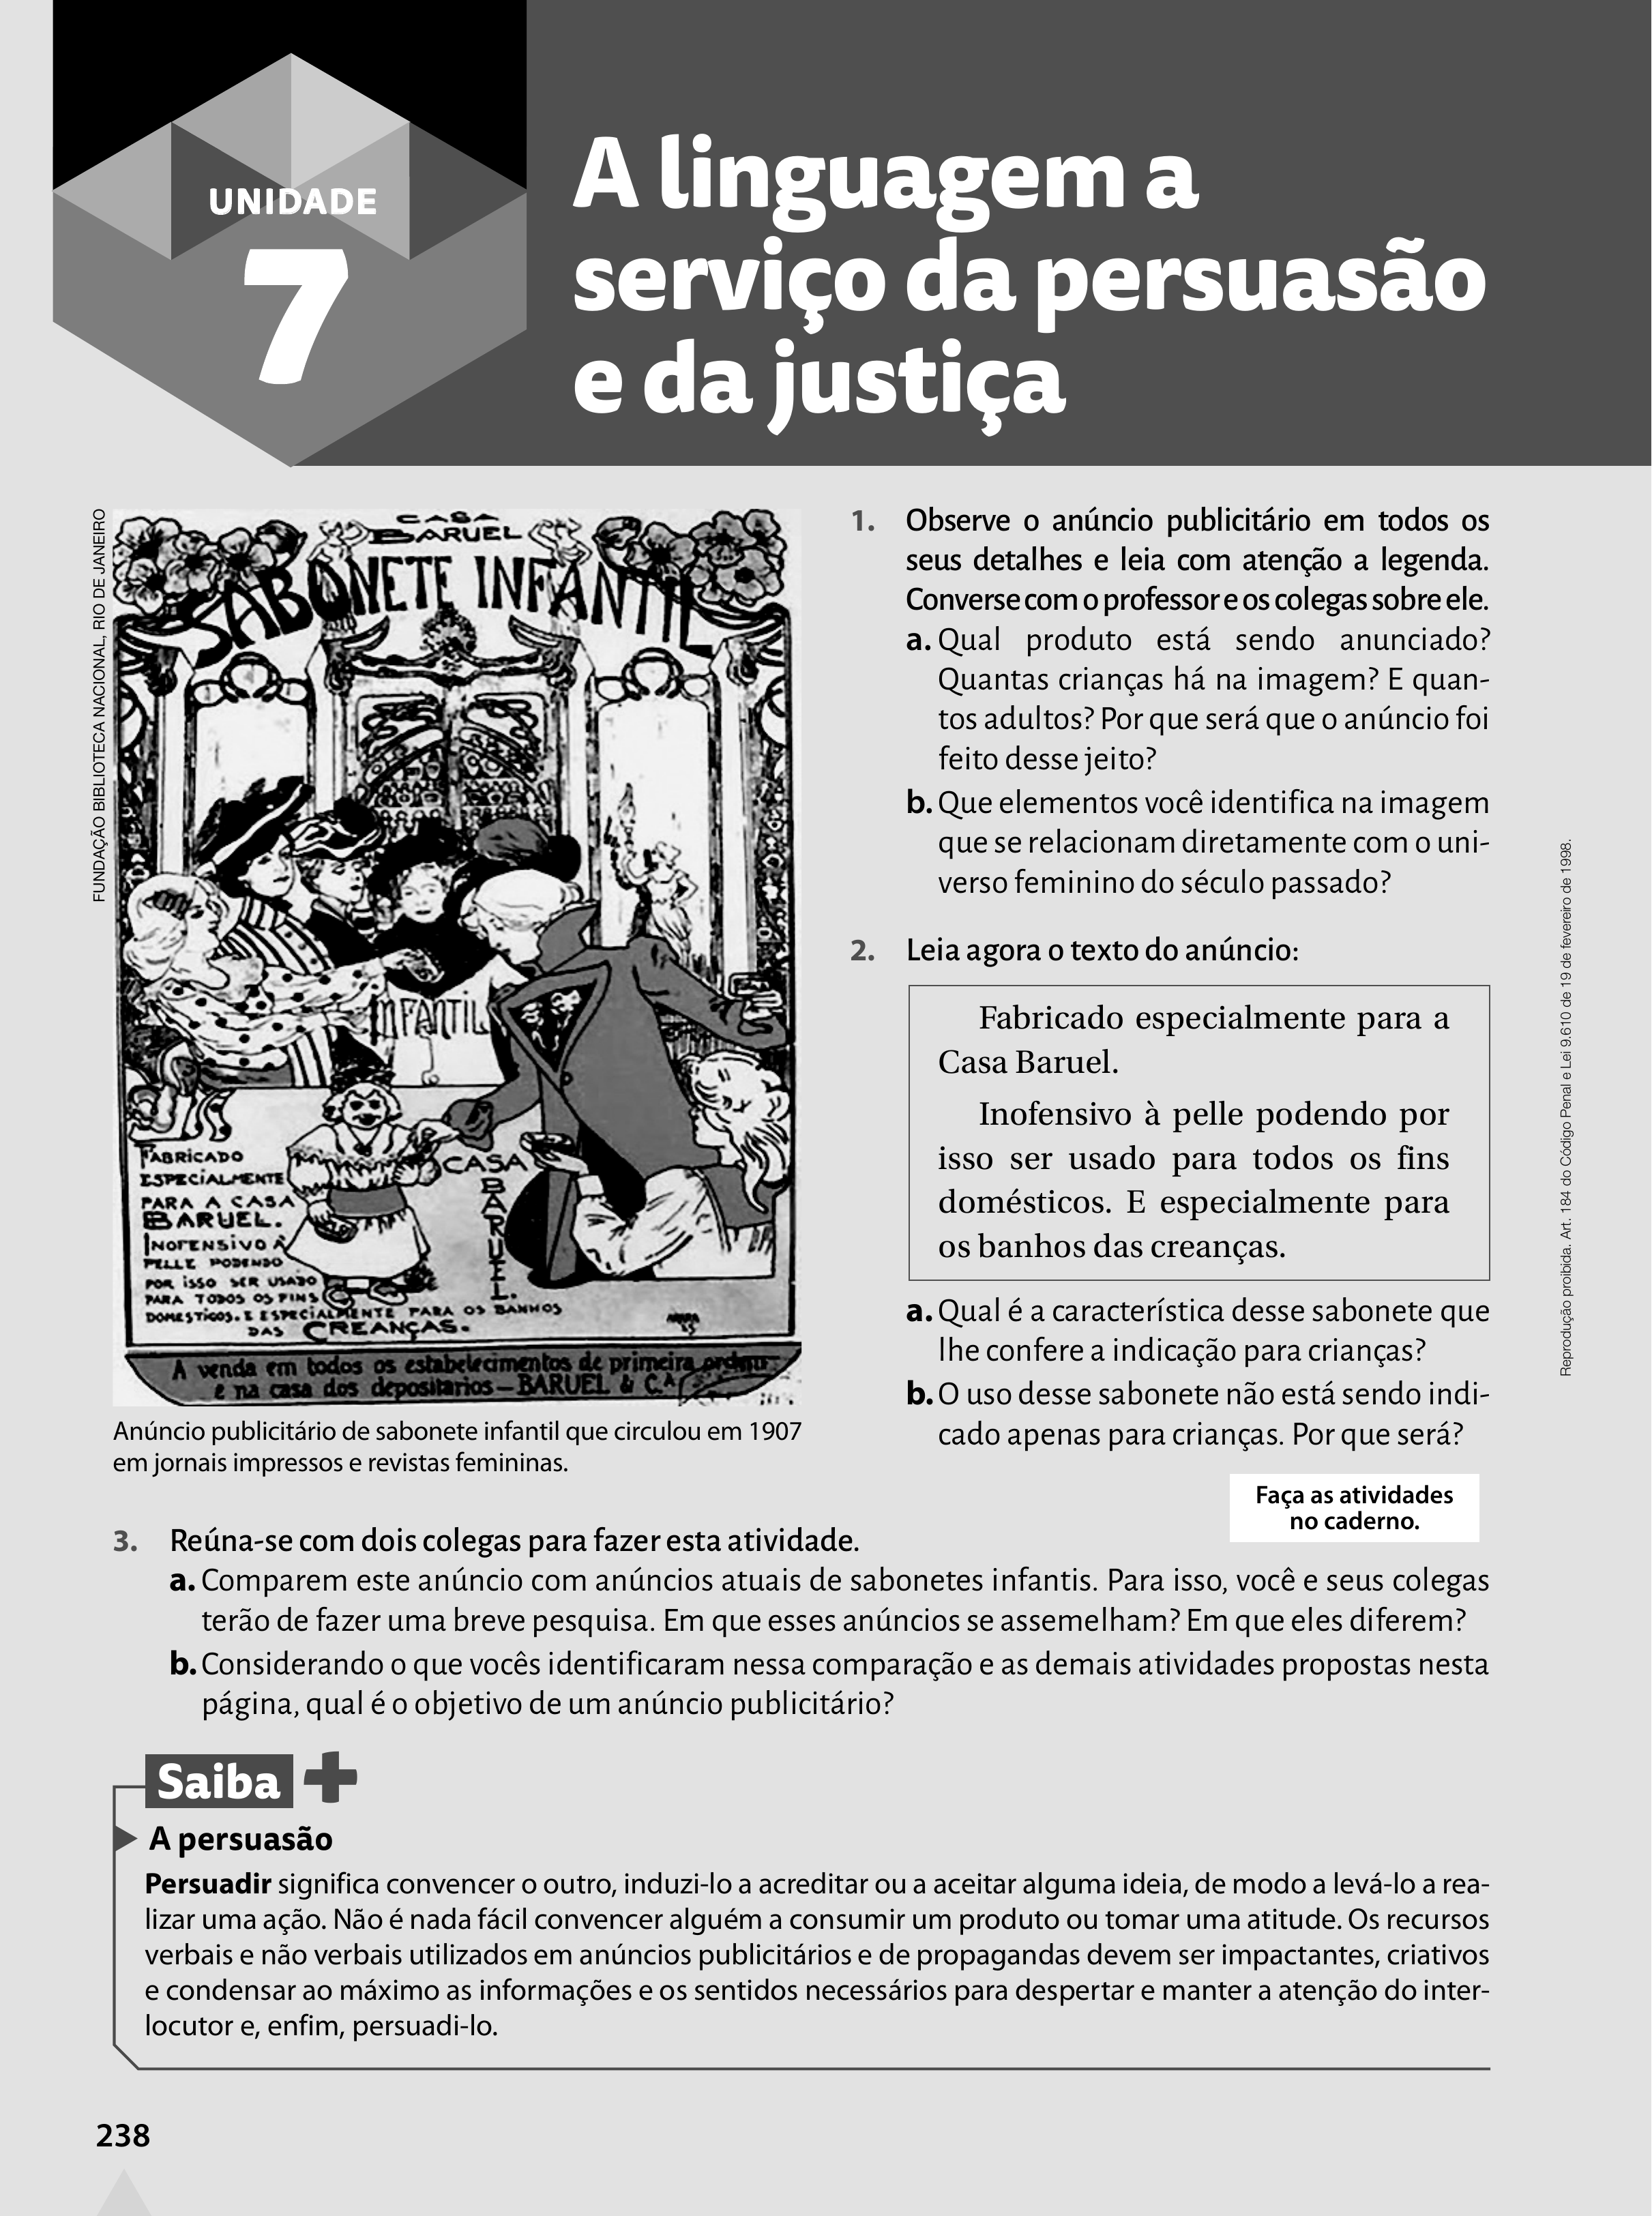 UNIDADE
7
A linguagem a
serviço da persuasão
e da justiça
FUNDAÇÃO BIBLIOTECA NACIONAL, RIO DE JANEIRO
CASA
BARUEL
SABONETE INFANTIL
INFANTIL
FABRICADO
ESPECIALMENTE
PARA A CASA
BARUEL.
INOFENSIVO Á
PELLE PODENDO
POR ISSO SER USADO
PARA TODOS OS FINS
DOMESTICOS. E ESPECIALMENTE PARA OS BANHOS
DAS CREANÇAS.
CASA
BARUEL.
A venda em todos os estabelecimentos de primeira ordem
e na casa dos depositarios — BARUEL & C.A
Anúncio publicitário de sabonete infantil que circulou em 1907
em jornais impressos e revistas femininas.
1. Observe o anúncio publicitário em todos os
seus detalhes e leia com atenção a legenda.
Converse com o professor e os colegas sobre ele.
a. Qual produto está sendo anunciado?
Quantas crianças há na imagem? E quan-
tos adultos? Por que será que o anúncio foi
feito desse jeito?
b. Que elementos você identifica na imagem
que se relacionam diretamente com o uni-
verso feminino do século passado?
2. Leia agora o texto do anúncio:
Fabricado especialmente para a
Casa Baruel.
Inofensivo à pelle podendo por
isso ser usado para todos os fins
domésticos. E especialmente para
os banhos das creanças.
a. Qual é a característica desse sabonete que
lhe confere a indicação para crianças?
b. O uso desse sabonete não está sendo indi-
cado apenas para crianças. Por que será?
Faça as atividades
no caderno.
3. Reúna-se com dois colegas para fazer esta atividade.
a. Comparem este anúncio com anúncios atuais de sabonetes infantis. Para isso, você e seus colegas
terão de fazer uma breve pesquisa. Em que esses anúncios se assemelham? Em que eles diferem?
b. Considerando o que vocês identificaram nessa comparação e as demais atividades propostas nesta
página, qual é o objetivo de um anúncio publicitário?
Saiba +
A persuasão
Persuadir significa convencer o outro, induzi-lo a acreditar ou a aceitar alguma ideia, de modo a levá-lo a rea-
lizar uma ação. Não é nada fácil convencer alguém a consumir um produto ou tomar uma atitude. Os recursos
verbais e não verbais utilizados em anúncios publicitários e de propagandas devem ser impactantes, criativos
e condensar ao máximo as informações e os sentidos necessários para despertar e manter a atenção do inter-
locutor e, enfim, persuadi-lo.
238
Reprodução proibida. Art. 184 do Código Penal e Lei 9.610 de 19 de fevereiro de 1998.